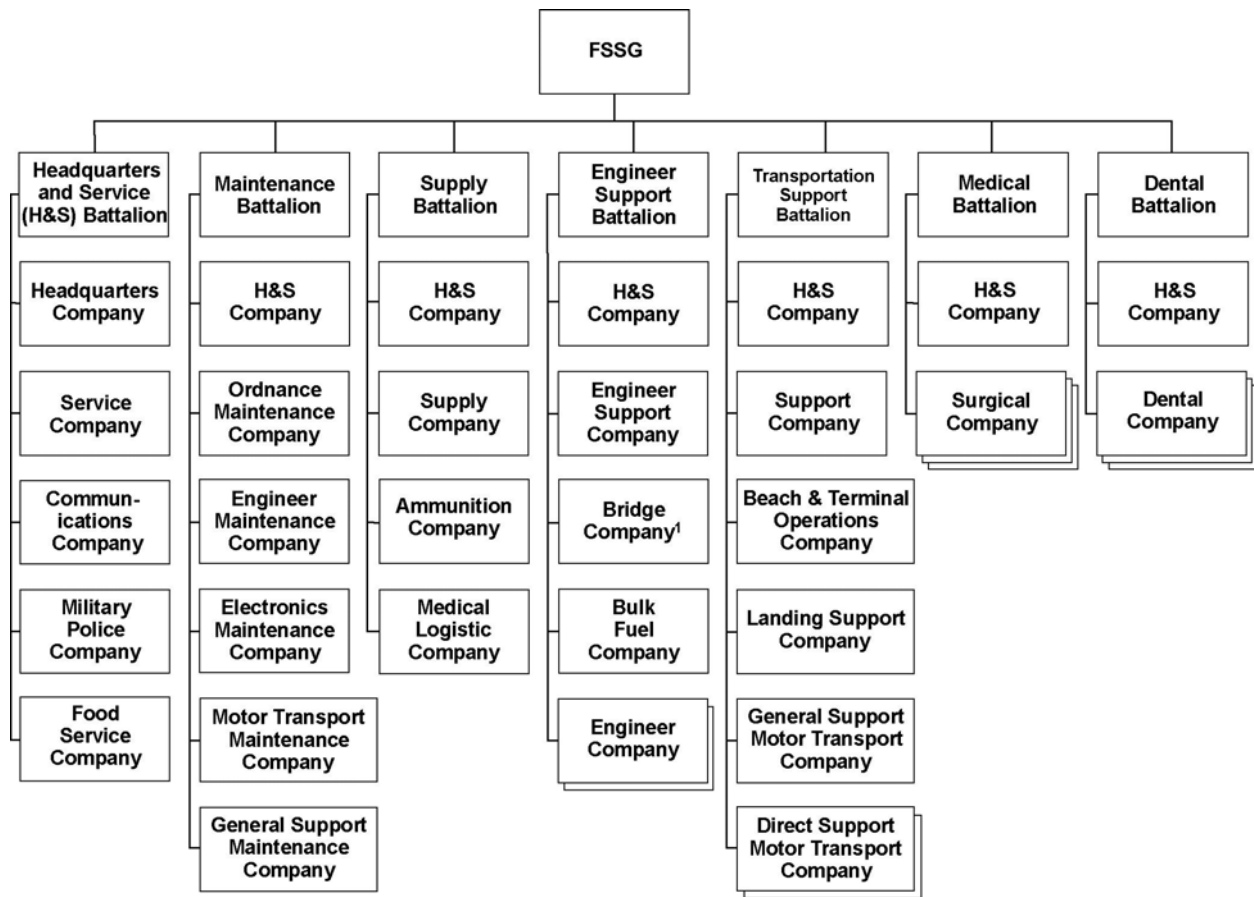 FSSG
Headquarters
and Service
(H&S) Battalion
Headquarters
Company
Service
Company
Commun-
ications
Company
Military
Police
Company
Food
Service
Company
Maintenance
Battalion
H&S
Company
Ordnance
Maintenance
Company
Engineer
Maintenance
Company
Electronics
Maintenance
Company
Motor Transport
Maintenance
Company
General Support
Maintenance
Company
Supply
Battalion
H&S
Company
Supply
Company
Ammunition
Company
Medical
Logistic
Company
Engineer
Support
Battalion
H&S
Company
Engineer
Support
Company
Bridge
Company¹
Bulk
Fuel
Company
Engineer
Company
Transportation
Support
Battalion
H&S
Company
Support
Company
Beach & Terminal
Operations
Company
Landing Support
Company
General Support
Motor Transport
Company
Direct Support
Motor Transport
Company
Medical
Battalion
H&S
Company
Surgical
Company
Dental
Battalion
H&S
Company
Dental
Company